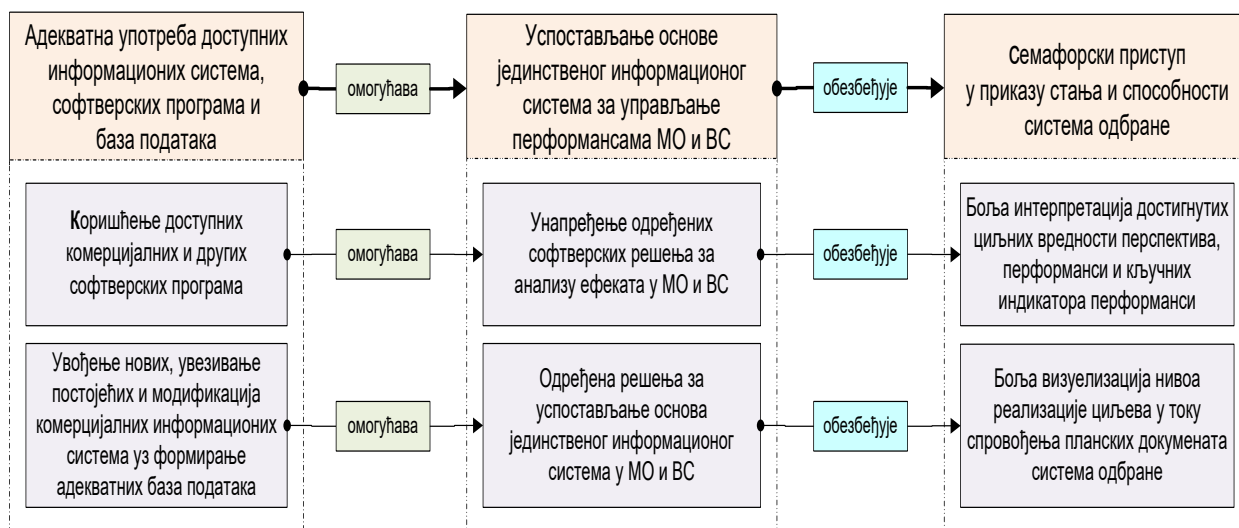 Адекватна употреба доступних
информационих система,
софтверских програма и
база података
омогућава
Успостављање основе
јединственог информационог
система за управљање
перформансама МО и ВС
обезбеђује
Семафорски приступ
у приказу стања и способности
система одбране
Коришћење доступних
комерцијалних и других
софтверских програма
омогућава
Унапређење одређених
софтверских решења за
анализу ефеката у МО и ВС
обезбеђује
Боља интерпретација достигнутих
циљних вредности перспектива,
перформанси и кључних
индикатора перформанси
Увођење нових, увезивање
постојећих и модификација
комерцијалних информационих
система уз формирање
адекватних база података
омогућава
Одређена решења за
успостављање основа
јединственог информационог
система у МО и ВС
обезбеђује
Боља визуелизација нивоа
реализације циљева у току
спровођења планских докумената
система одбране